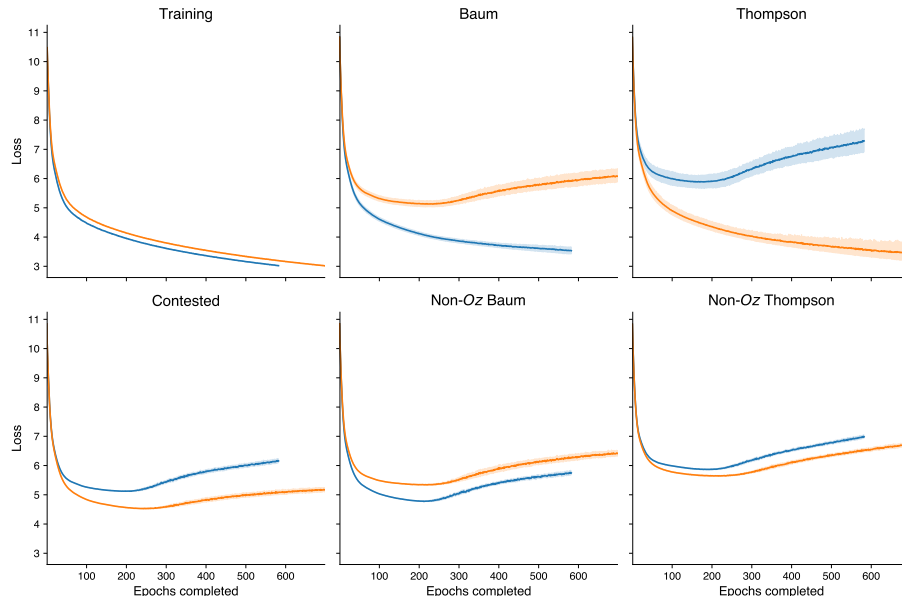 Training
Baum
Thompson
11
10
9
8
7
6
5
4
3
Loss
Contested
Non-Oz Baum
Non-Oz Thompson
11
10
9
8
7
6
5
4
3
Loss
100 200 300 400 500 600
100 200 300 400 500 600
100 200 300 400 600
Epochs completed
Epochs completed
Epochs completed